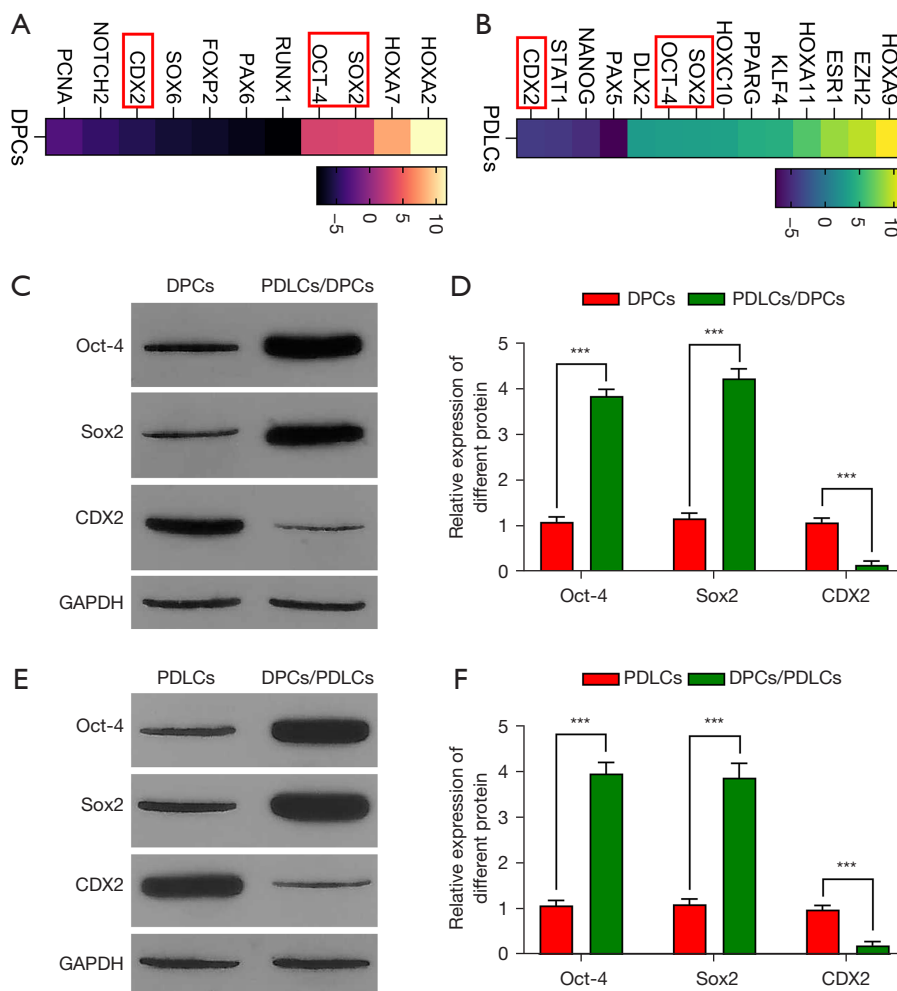 A
PCNA
NOTCH2
CDX2
SOX6
FOXP2
PAX6
RUNX1
OCT-4
SOX2
HOXA7
HOXA2
DPCs
−5
0
5
10
B
CDX2
STAT1
NANOG
PAX5
DLX2
OCT-4
SOX2
HOXC10
PPARG
KLF4
HOXA11
ESR1
EZH2
HOXA9
PDLCs
−5
0
5
10
C
DPCs PDLCs/DPCs
Oct-4
Sox2
CDX2
GAPDH
D
DPCs PDLCs/DPCs
Relative expression of
different protein
5
4
3
2
1
0
*** *** ***
Oct-4 Sox2 CDX2
E
PDLCs DPCs/PDLCs
Oct-4
Sox2
CDX2
GAPDH
F
PDLCs DPCs/PDLCs
Relative expression of
different protein
5
4
3
2
1
0
*** *** ***
Oct-4 Sox2 CDX2